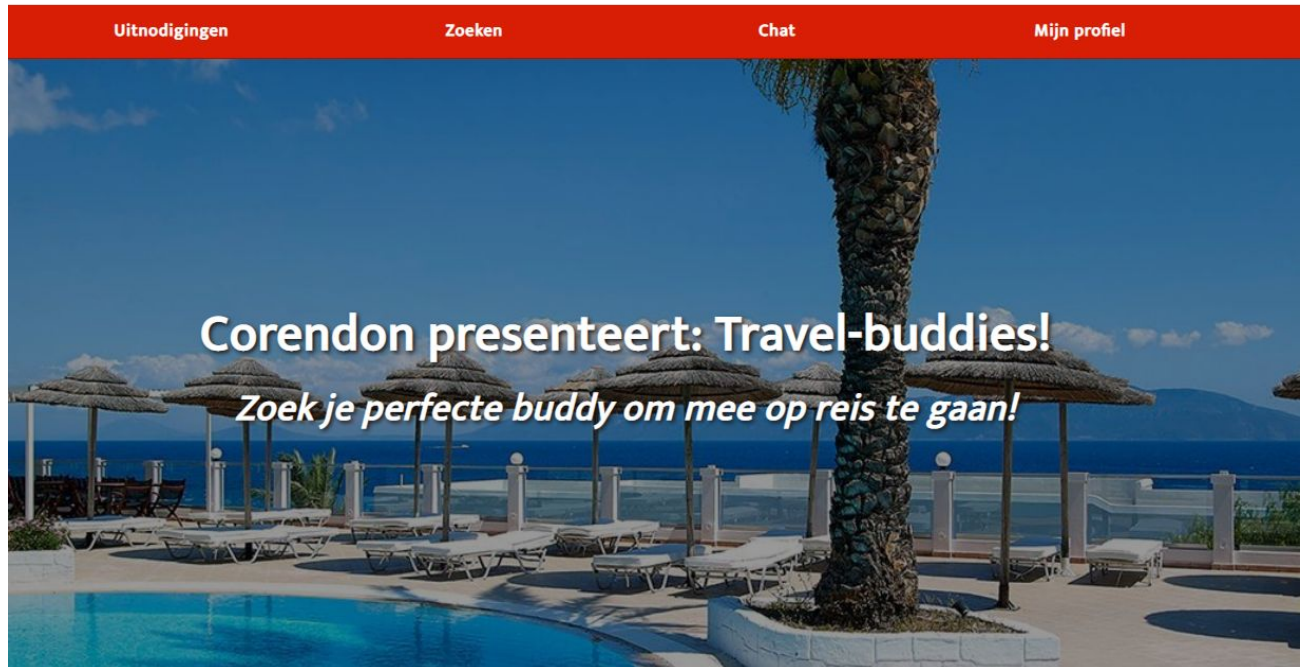 Uitnodigingen Zoeken Chat Mijn profiel
Corendon presenteert: Travel-buddies!
Zoek je perfecte buddy om mee op reis te gaan!